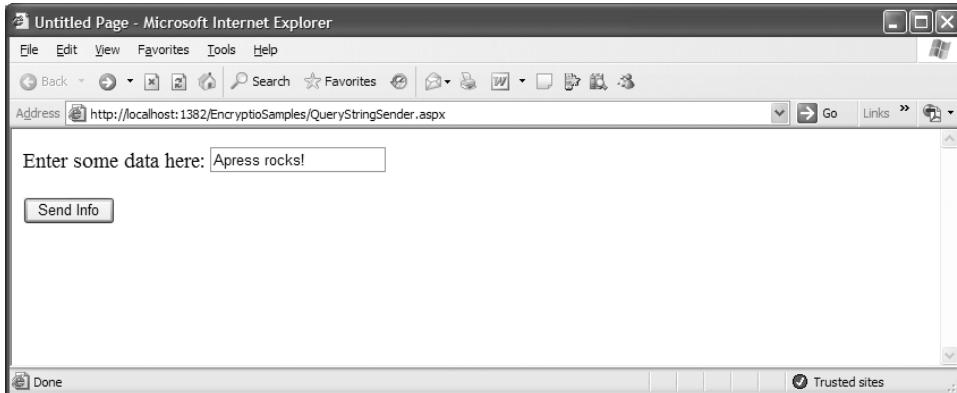 Untitled Page - Microsoft Internet Explorer
File Edit View Favorites Tools Help
Back Search Favorites W
Address http://localhost:1382/EncryptioSamples/QueryStringSender.aspx Go Links »
Enter some data here: Apress rocks!
Send Info
Done Trusted sites